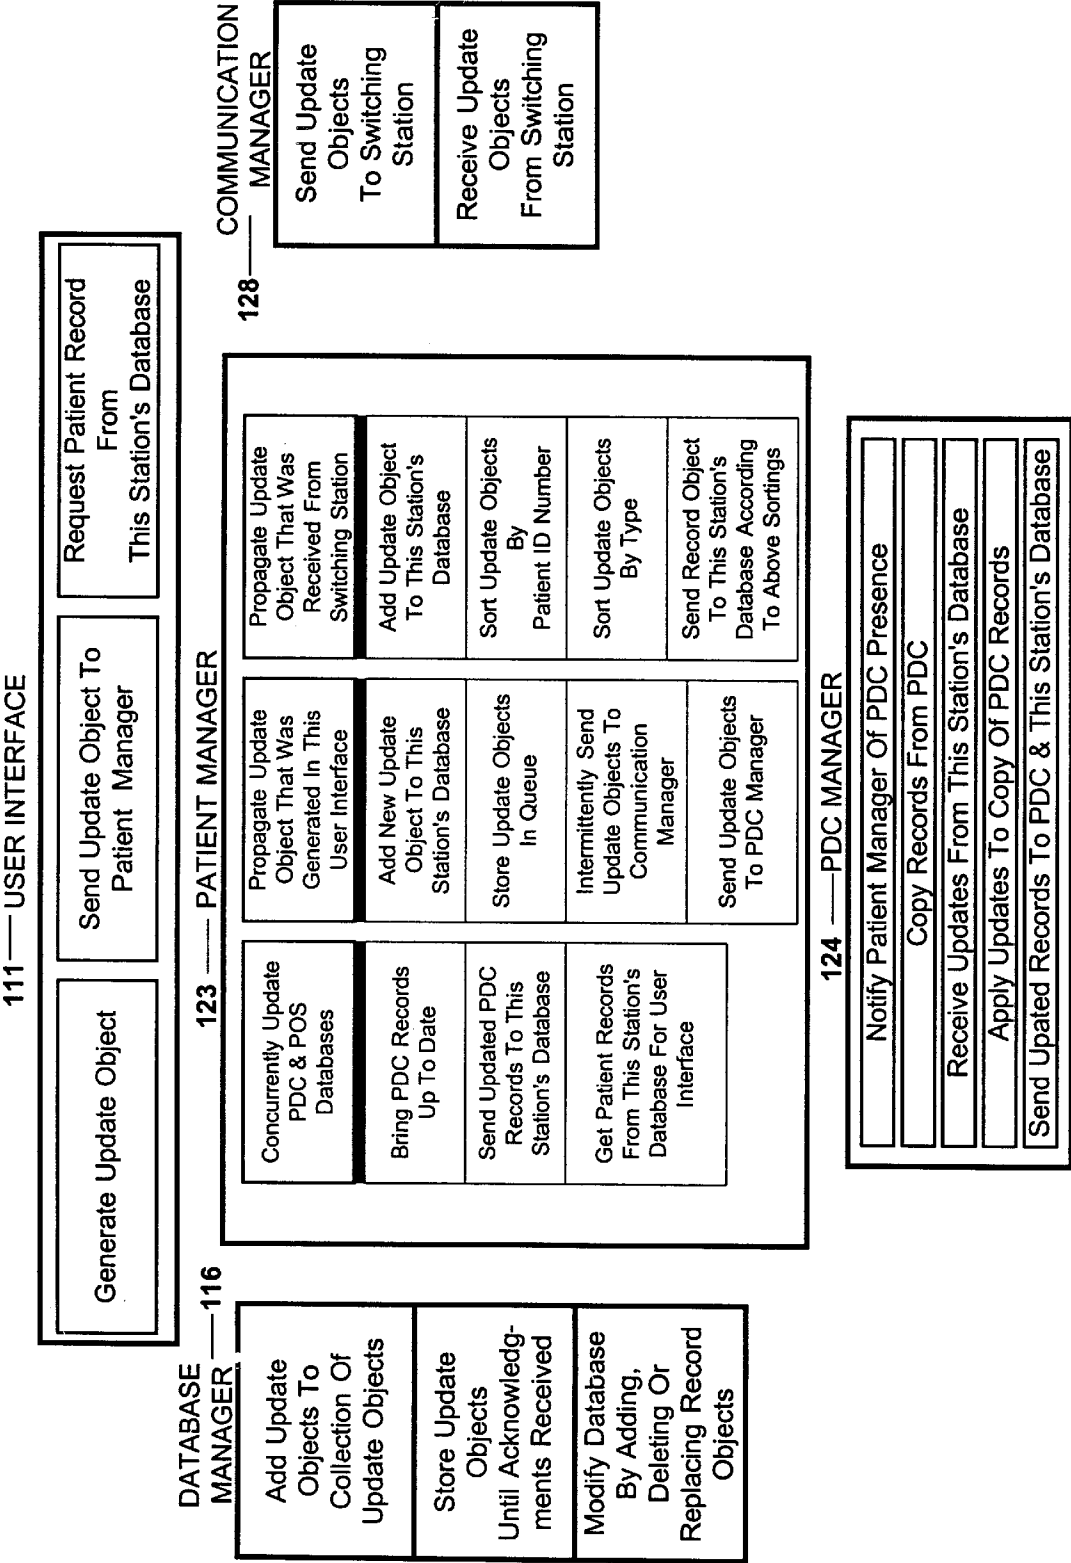 111 — USER INTERFACE
Generate Update Object
Send Update Object To
Patient Manager
Request Patient Record
From
This Station's Database
DATABASE
MANAGER — 116
Add Update
Objects To
Collection Of
Update Objects
Store Update
Objects
Until Acknowledg-
ments Received
Modify Database
By Adding,
Deleting Or
Replacing Record
Objects
123 — PATIENT MANAGER
Concurrently Update
PDC & POS
Databases
Bring PDC Records
Up To Date
Send Updated PDC
Records To This
Station's Database
Get Patient Records
From This Station's
Database For User
Interface
Propagate Update
Object That Was
Generated In This
User Interface
Add New Update
Object To This
Station's Database
Store Update Objects
In Queue
Intermittently Send
Update Objects To
Communication
Manager
Send Update Objects
To PDC Manager
Propagate Update
Object That Was
Received From
Switching Station
Add Update Object
To This Station's
Database
Sort Update Objects
By
Patient ID Number
Sort Update Objects
By Type
Send Record Object
To This Station's
Database According
To Above Sortings
COMMUNICATION
128 — MANAGER
Send Update
Objects
To Switching
Station
Receive Update
Objects
From Switching
Station
124 — PDC MANAGER
Notify Patient Manager Of PDC Presence
Copy Records From PDC
Receive Updates From This Station's Database
Apply Updates To Copy Of PDC Records
Send Upated Records To PDC & This Station's Database